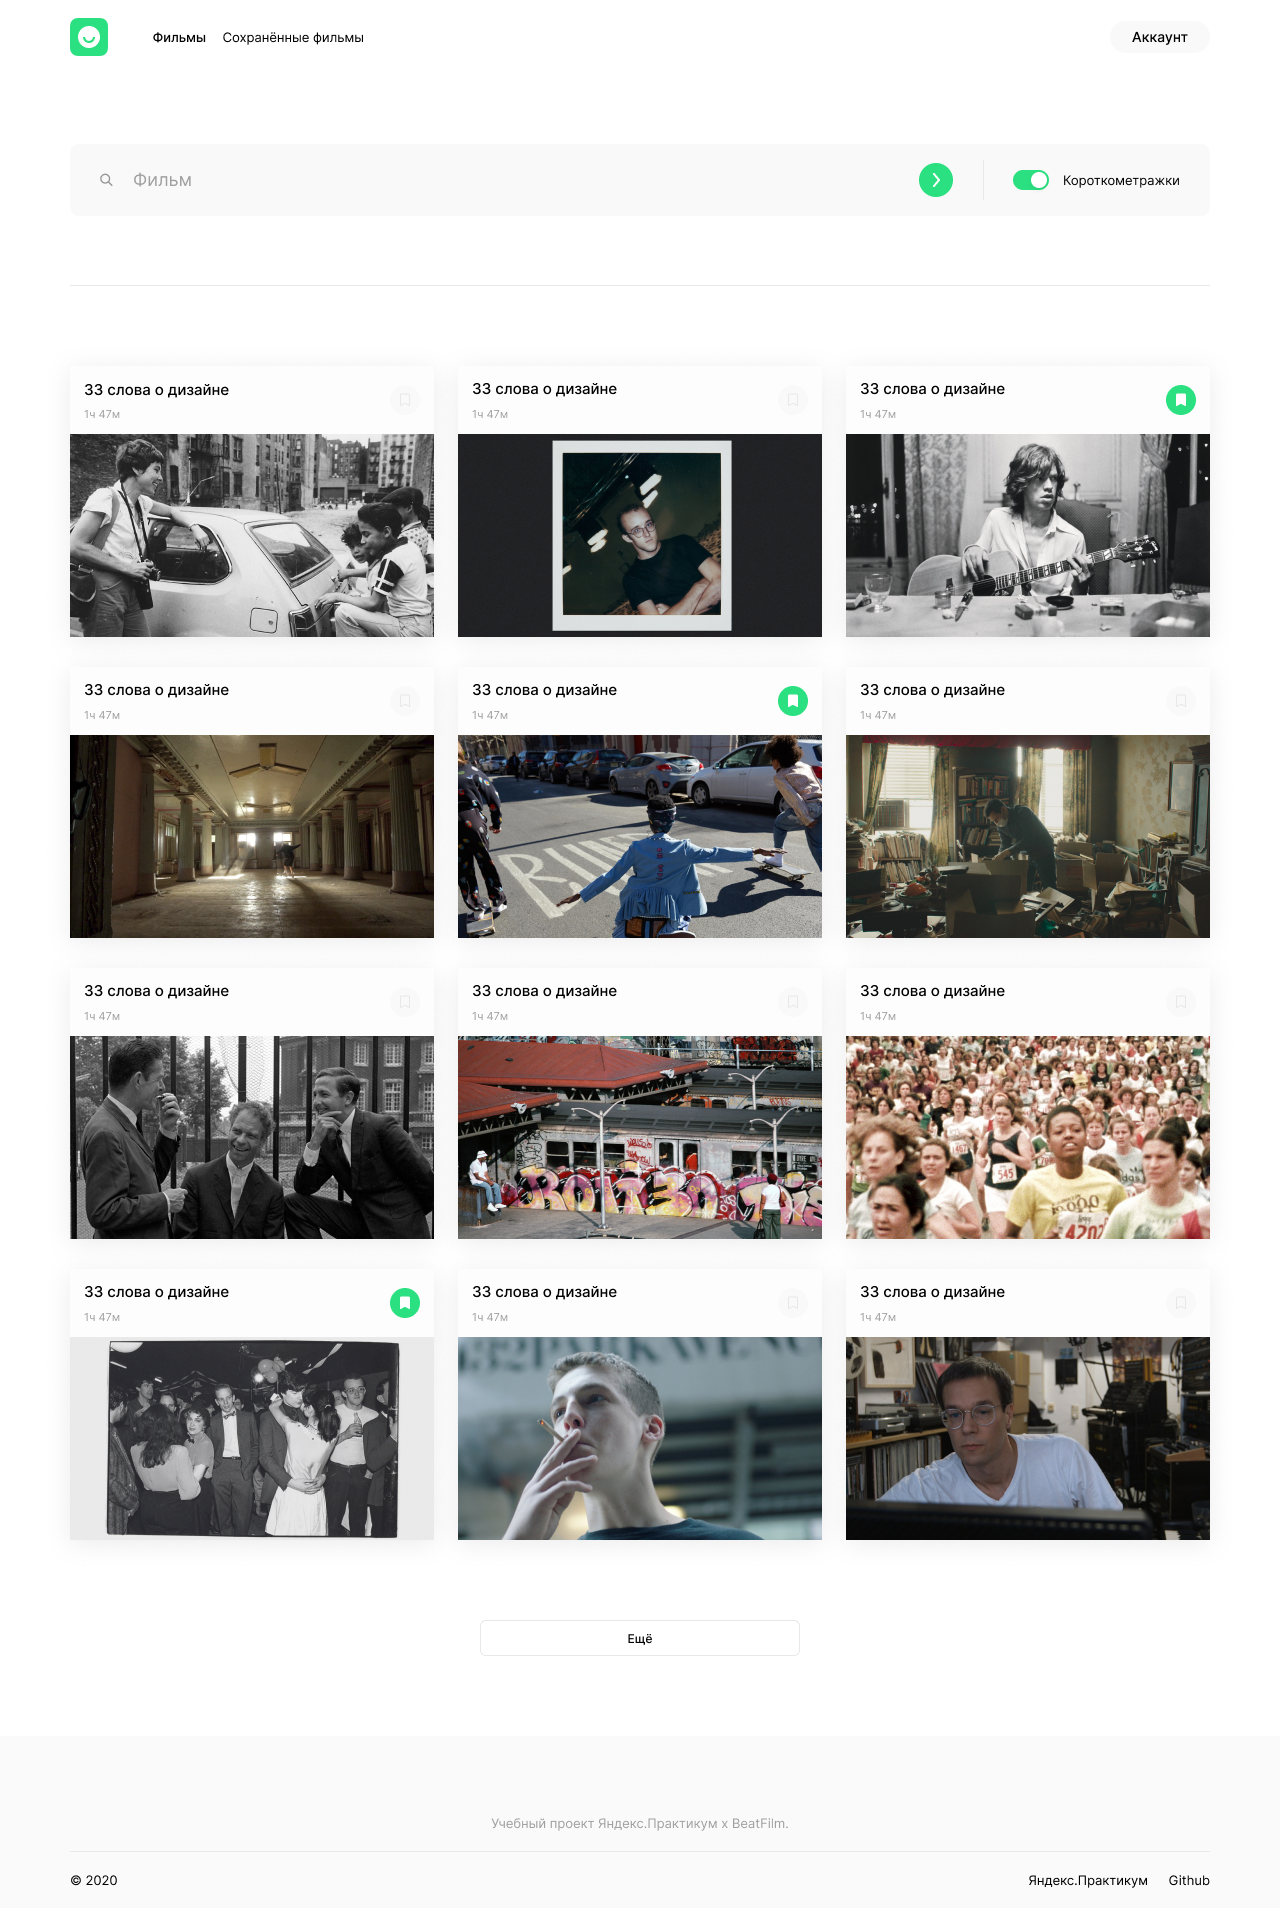 Фильмы Сохранённые фильмы Аккаунт
Фильм Короткометражки
33 слова о дизайне
1ч 47м
33 слова о дизайне
1ч 47м
33 слова о дизайне
1ч 47м
33 слова о дизайне
1ч 47м
33 слова о дизайне
1ч 47м
33 слова о дизайне
1ч 47м
33 слова о дизайне
1ч 47м
33 слова о дизайне
1ч 47м
33 слова о дизайне
1ч 47м
545
4202
33 слова о дизайне
1ч 47м
33 слова о дизайне
1ч 47м
33 слова о дизайне
1ч 47м
Ещё
Учебный проект Яндекс.Практикум х BeatFilm.
© 2020 Яндекс.Практикум Github